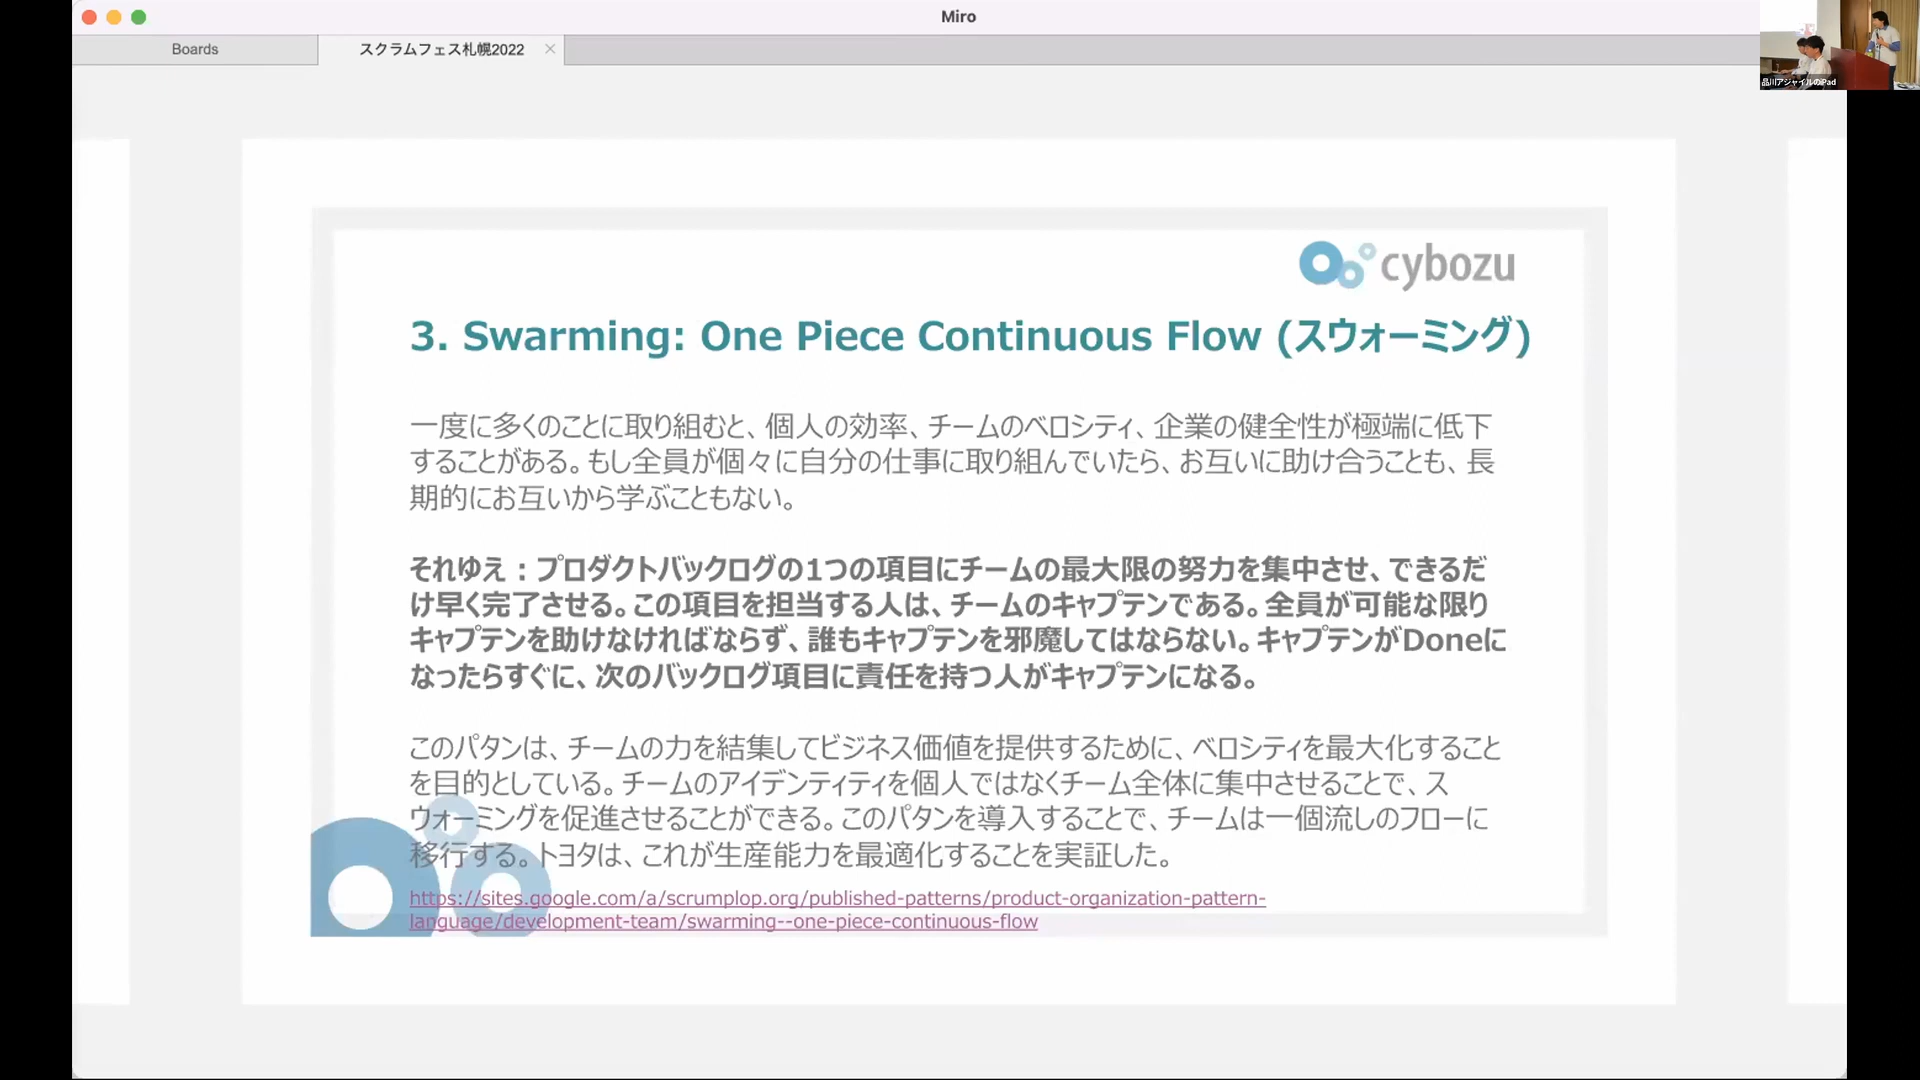 Miro
Boards
スクラムフェス札幌2022
品川アジャイルのiPad
cybozu
3. Swarming: One Piece Continuous Flow (スウォーミング)
一度に多くのことに取り組むと、個人の効率、チームのベロシティ、企業の健全性が極端に低下
することがある。もし全員が個々に自分の仕事に取り組んでいたら、お互いに助け合うことも、長
期的にお互いから学ぶこともない。
それゆえ：プロダクトバックログの1つの項目にチームの最大限の努力を集中させ、できるだ
け早く完了させる。この項目を担当する人は、チームのキャプテンである。全員が可能な限り
キャプテンを助けなければならず、誰もキャプテンを邪魔してはならない。キャプテンがDoneに
なったらすぐに、次のバックログ項目に責任を持つ人がキャプテンになる。
このパタンは、チームの力を結集してビジネス価値を提供するために、ベロシティを最大化すること
を目的としている。チームのアイデンティティを個人ではなくチーム全体に集中させることで、ス
ウォーミングを促進させることができる。このパタンを導入することで、チームは一個流しのフローに
移行する。トヨタは、これが生産能力を最適化することを実証した。
https://sites.google.com/a/scrumplop.org/published-patterns/product-organization-pattern-
language/development-team/swarming--one-piece-continuous-flow